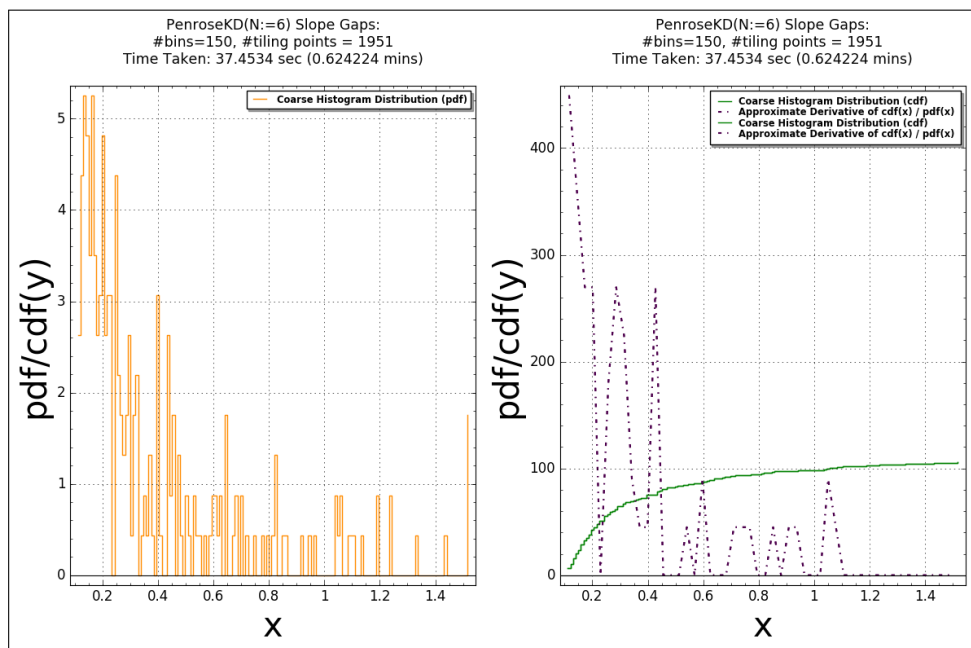 PenroseKD(N:=6) Slope Gaps:
#bins=150, #tiling points = 1951
Time Taken: 37.4534 sec (0.624224 mins)
Coarse Histogram Distribution (pdf)
pdf/cdf(y)
5
4
3
2
1
0
0.2 0.4 0.6 0.8 1 1.2 1.4
x
PenroseKD(N:=6) Slope Gaps:
#bins=150, #tiling points = 1951
Time Taken: 37.4534 sec (0.624224 mins)
Coarse Histogram Distribution (cdf)
Approximate Derivative of cdf(x) / pdf(x)
Coarse Histogram Distribution (cdf)
Approximate Derivative of cdf(x) / pdf(x)
pdf/cdf(y)
400
300
200
100
0
0.2 0.4 0.6 0.8 1 1.2 1.4
x